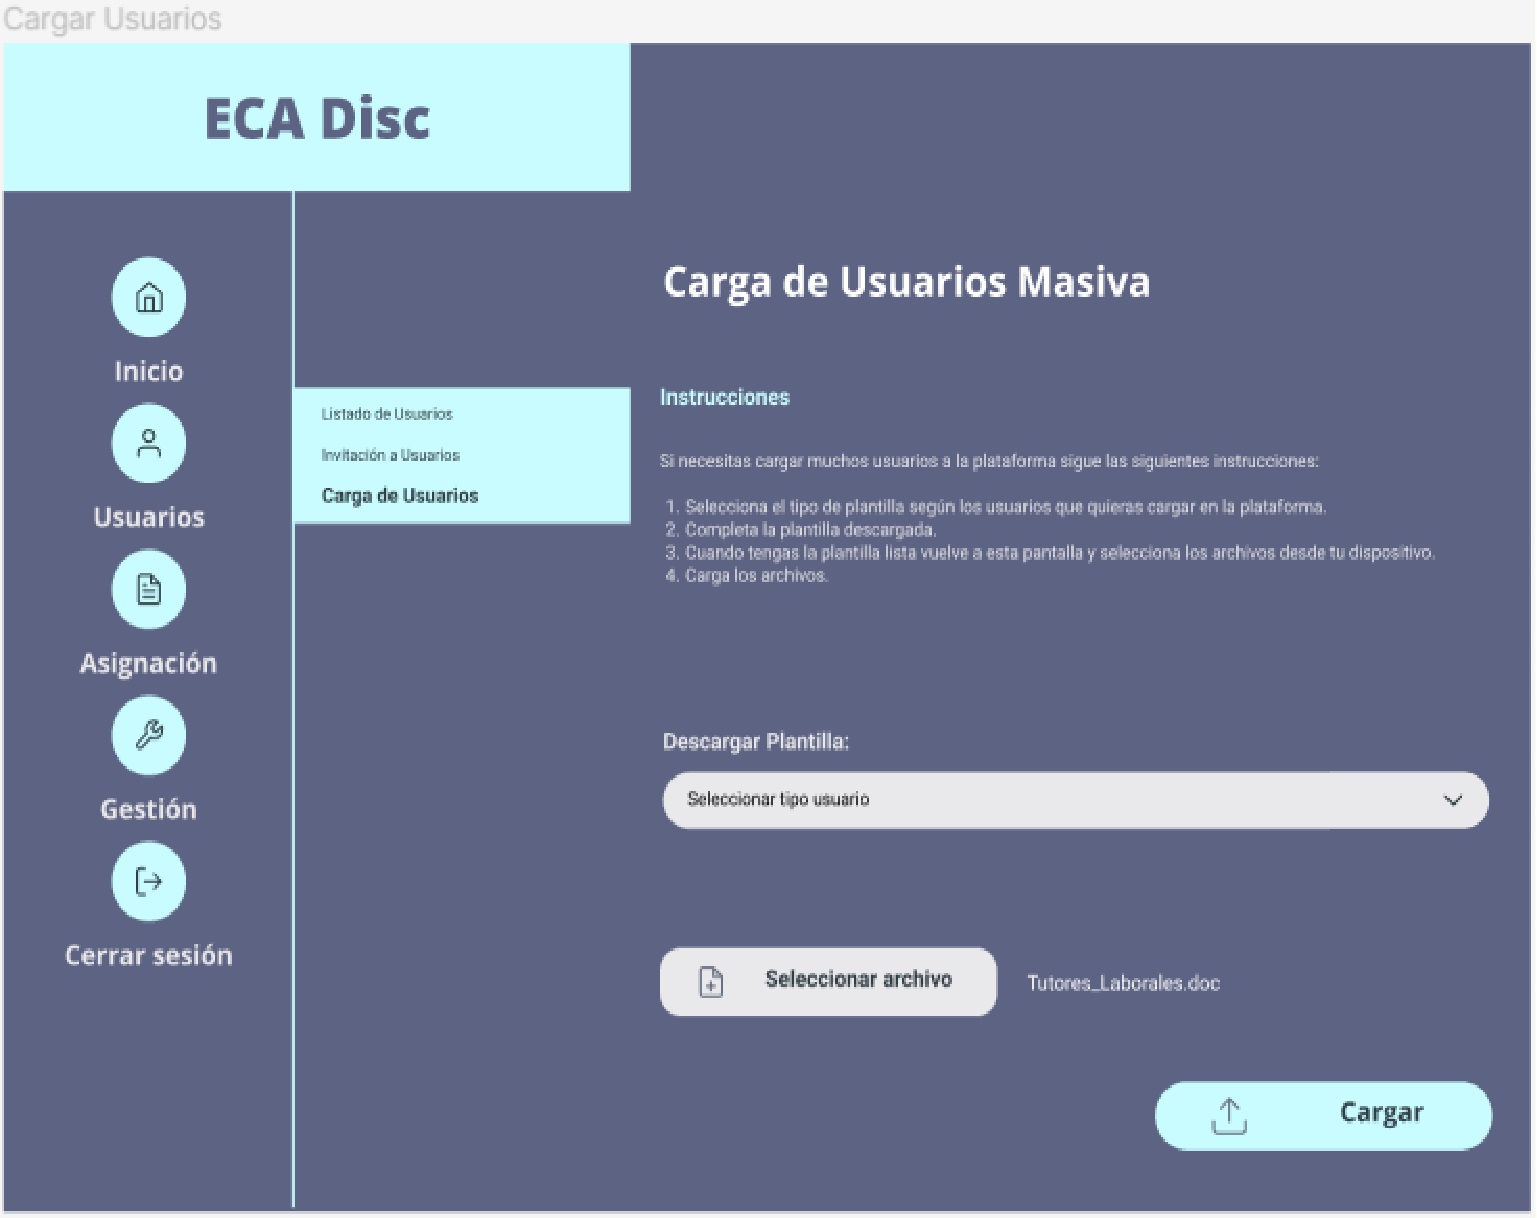 Cargar Usuarios
ECA Disc
Inicio
Usuarios
Asignación
Gestión
Cerrar sesión
Listado de Usuarios
Invitación a Usuarios
Carga de Usuarios
Carga de Usuarios Masiva
Instrucciones
Si necesitas cargar muchos usuarios a la plataforma sigue las siguientes instrucciones:
1. Selecciona el tipo de plantilla según los usuarios que quieras cargar en la plataforma.
2. Completa la plantilla descargada.
3. Cuando tengas la plantilla lista vuelve a esta pantalla y selecciona los archivos desde tu dispositivo.
4. Carga los archivos.
Descargar Plantilla:
Seleccionar tipo usuario
Seleccionar archivo
Tutores_Laborales.doc
Cargar